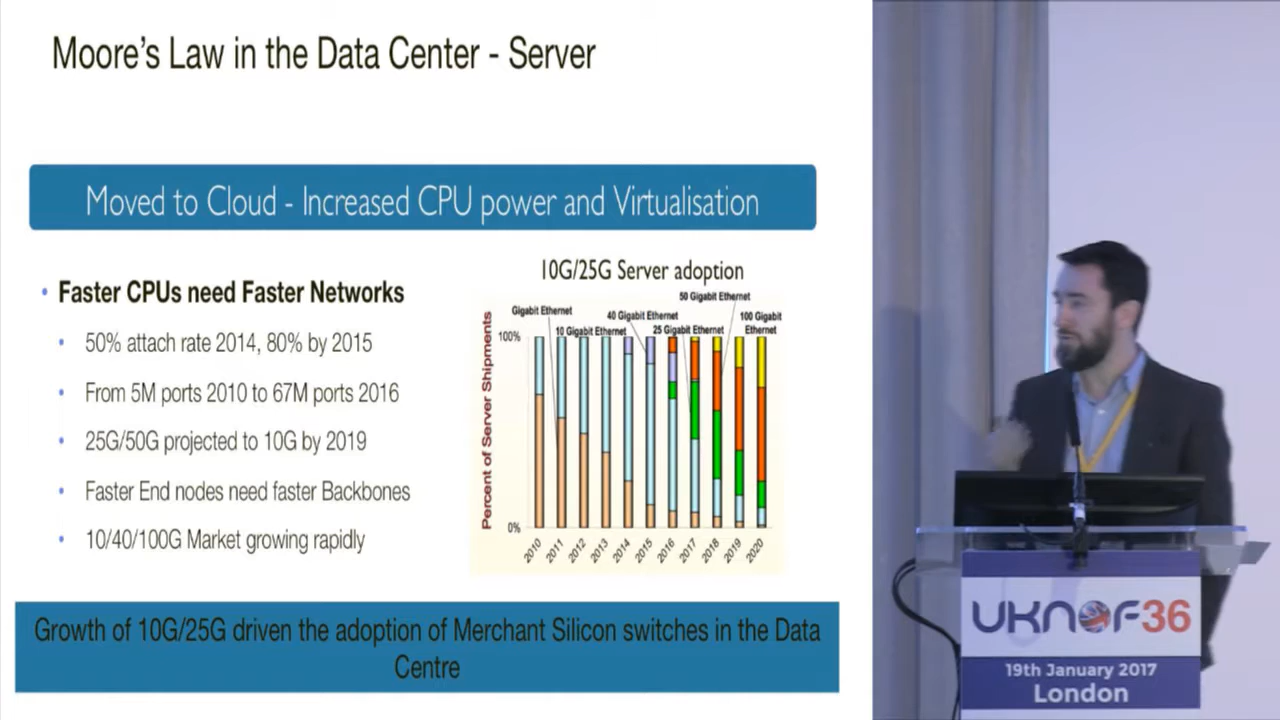 Moore's Law in the Data Center - Server
Moved to Cloud - Increased CPU power and Virtualisation
• Faster CPUs need Faster Networks
• 50% attach rate 2014, 80% by 2015
• From 5M ports 2010 to 67M ports 2016
• 25G/50G projected to 10G by 2019
• Faster End nodes need faster Backbones
• 10/40/100G Market growing rapidly
10G/25G Server adoption
50 Gigabit Ethernet
Gigabit Ethernet
40 Gigabit Ethernet
100 Gigabit
Ethernet
10 Gigabit Ethernet
25 Gigabit Ethernet
Percent of Server Shipments
100%
0%
2010 2011 2012 2013 2014 2015 2016 2017 2018 2019 2020
Growth of 10G/25G driven the adoption of Merchant Silicon switches in the Data
Centre
UKNOF36
19th January 2017
London